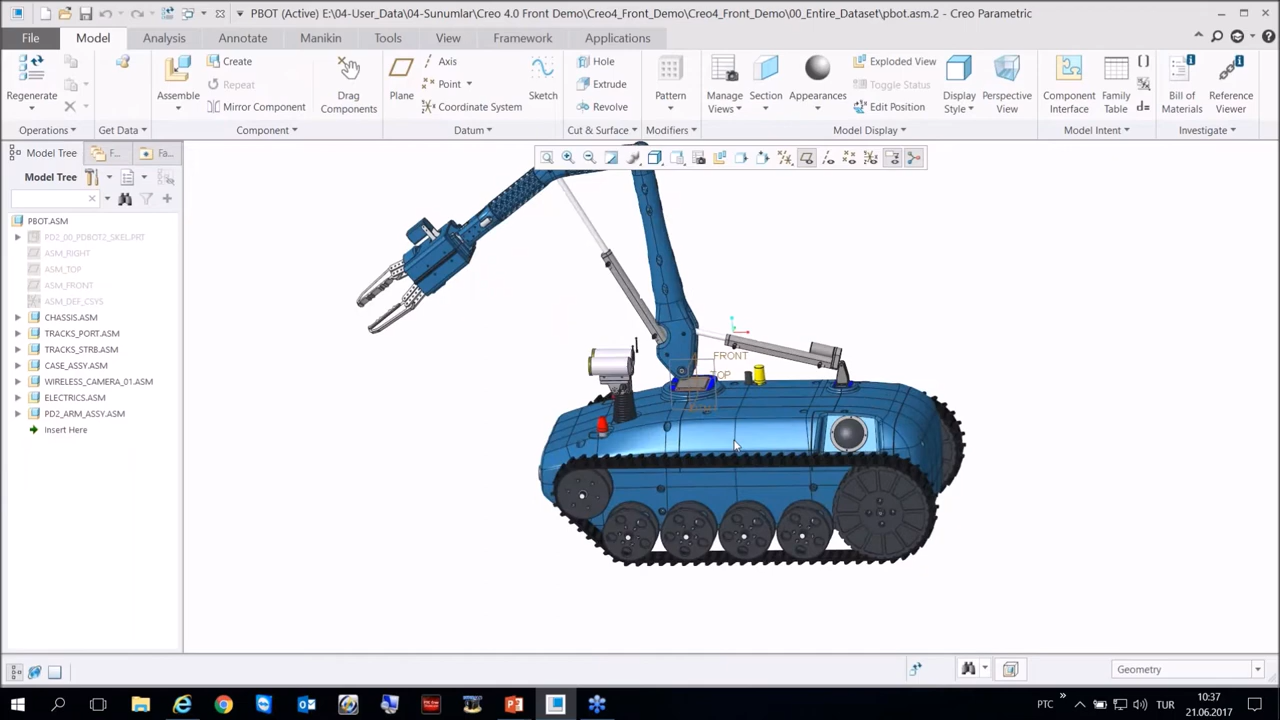 PBOT (Active) E:\04-User_Data\04-Sunumlar\Creo 4.0 Front Demo\Creo4_Front_Demo\Creo4_Front_Demo\00_Entire_Dataset\pbot.asm.2 - Creo Parametric
File Model Analysis Annotate Manikin Tools View Framework Applications
Regenerate
Assemble
Create
Repeat
Mirror Component
Drag Components
Plane
Axis
Point
Coordinate System
Sketch
Hole
Extrude
Revolve
Pattern
Manage Views
Section
Appearances
Exploded View
Toggle Status
Edit Position
Display Style
Perspective View
Component Interface
Family Table
Bill of Materials
Reference Viewer
Operations Get Data Component Datum Cut & Surface Modifiers Model Display Model Intent Investigate
Model Tree F... Fa...
Model Tree
PBOT.ASM
PD2_00_PDBOT2_SKEL.PRT
ASM_RIGHT
ASM_TOP
ASM_FRONT
ASM_DEF_CSYS
CHASSIS.ASM
TRACKS_PORT.ASM
TRACKS_STRB.ASM
CASE_ASSY.ASM
WIRELESS_CAMERA_01.ASM
ELECTRICS.ASM
PD2_ARM_ASSY.ASM
Insert Here
FRONT
TOP
Geometry
PTC
TUR
10:37
21.06.2017